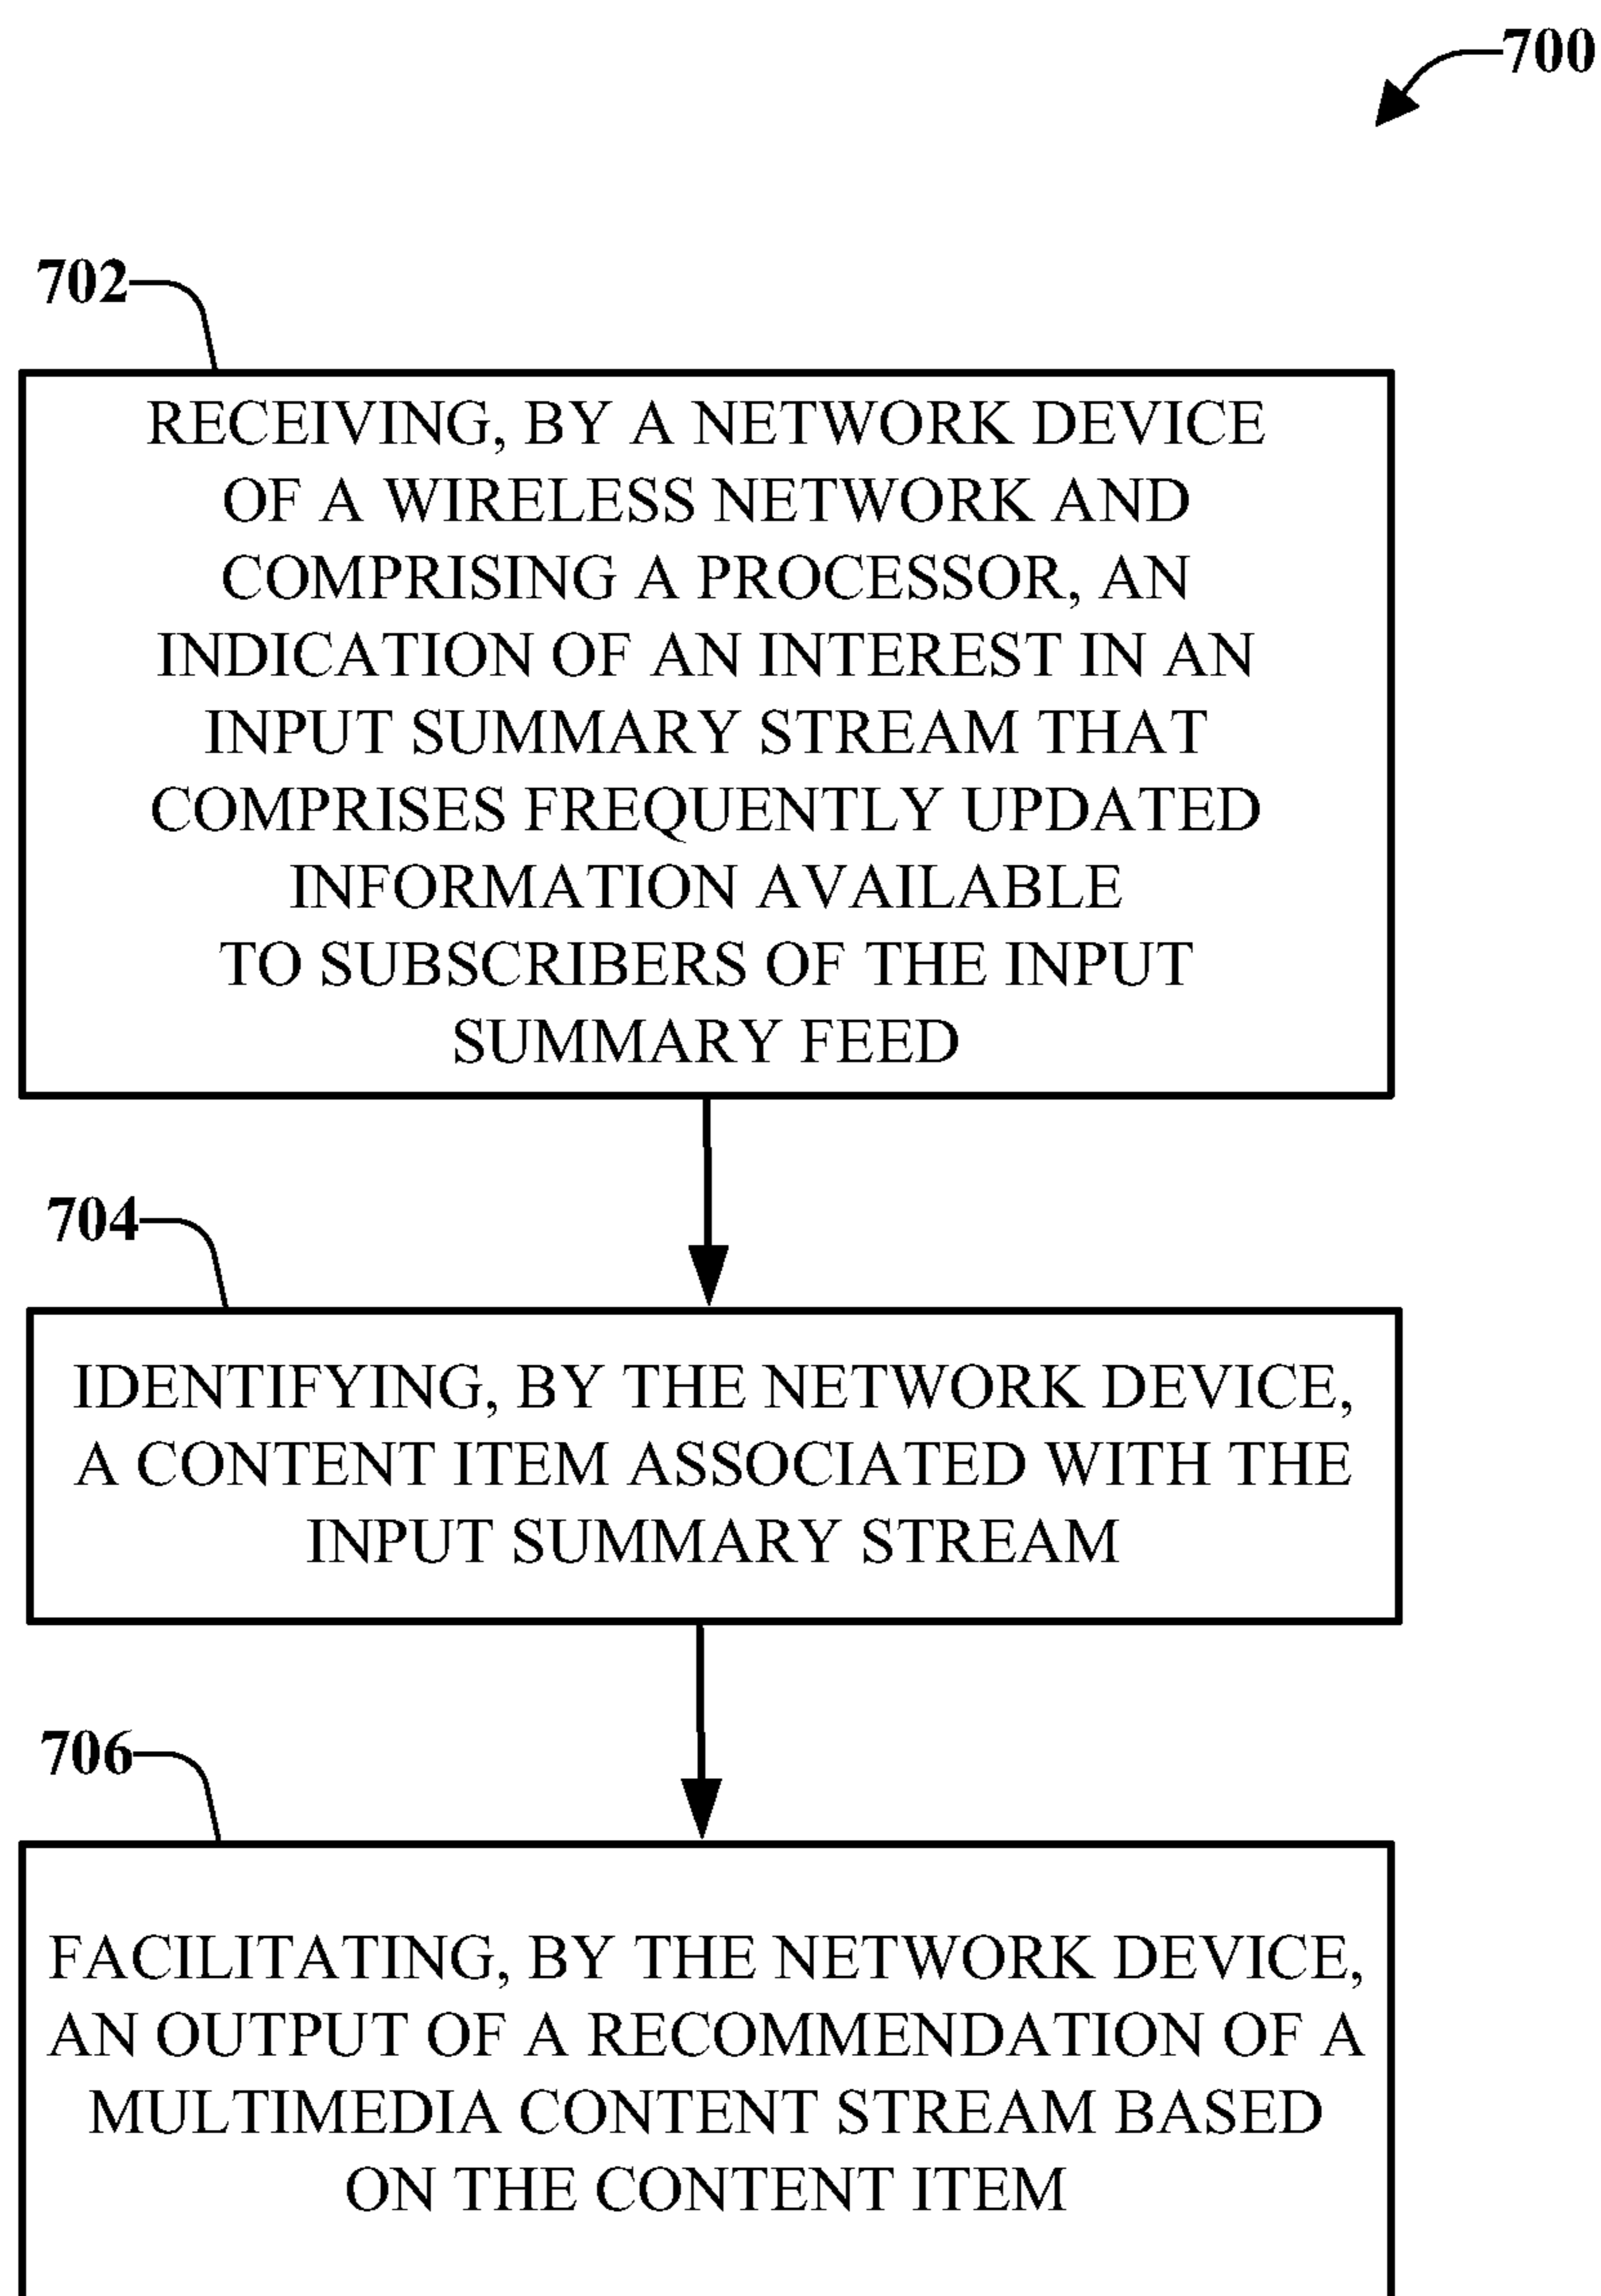 700
702
RECEIVING, BY A NETWORK DEVICE
OF A WIRELESS NETWORK AND
COMPRISING A PROCESSOR, AN
INDICATION OF AN INTEREST IN AN
INPUT SUMMARY STREAM THAT
COMPRISES FREQUENTLY UPDATED
INFORMATION AVAILABLE
TO SUBSCRIBERS OF THE INPUT
SUMMARY FEED
704
IDENTIFYING, BY THE NETWORK DEVICE,
A CONTENT ITEM ASSOCIATED WITH THE
INPUT SUMMARY STREAM
706
FACILITATING, BY THE NETWORK DEVICE,
AN OUTPUT OF A RECOMMENDATION OF A
MULTIMEDIA CONTENT STREAM BASED
ON THE CONTENT ITEM